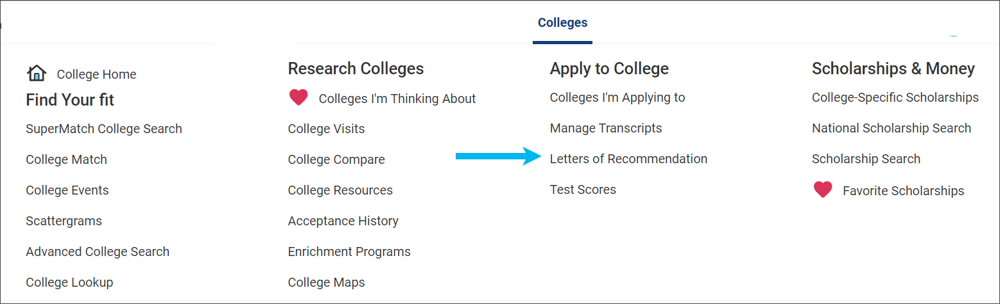 Colleges
College Home
Find Your fit
SuperMatch College Search
College Match
College Events
Scattergrams
Advanced College Search
College Lookup
Research Colleges
Colleges I'm Thinking About
College Visits
College Compare
College Resources
Acceptance History
Enrichment Programs
College Maps
Apply to College
Colleges I'm Applying to
Manage Transcripts
Letters of Recommendation
Test Scores
Scholarships & Money
College-Specific Scholarships
National Scholarship Search
Scholarship Search
Favorite Scholarships